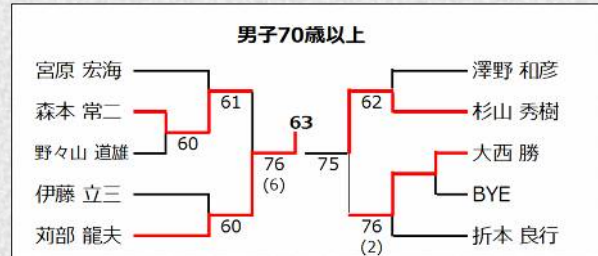 男子70歳以上
宮原 宏海
森本 常二
野々山 道雄
伊藤 立三
苅部 龍夫
61
60
60
76
(6)
63
75
62
76
(2)
澤野 和彦
杉山 秀樹
大西 勝
BYE
折本 良行